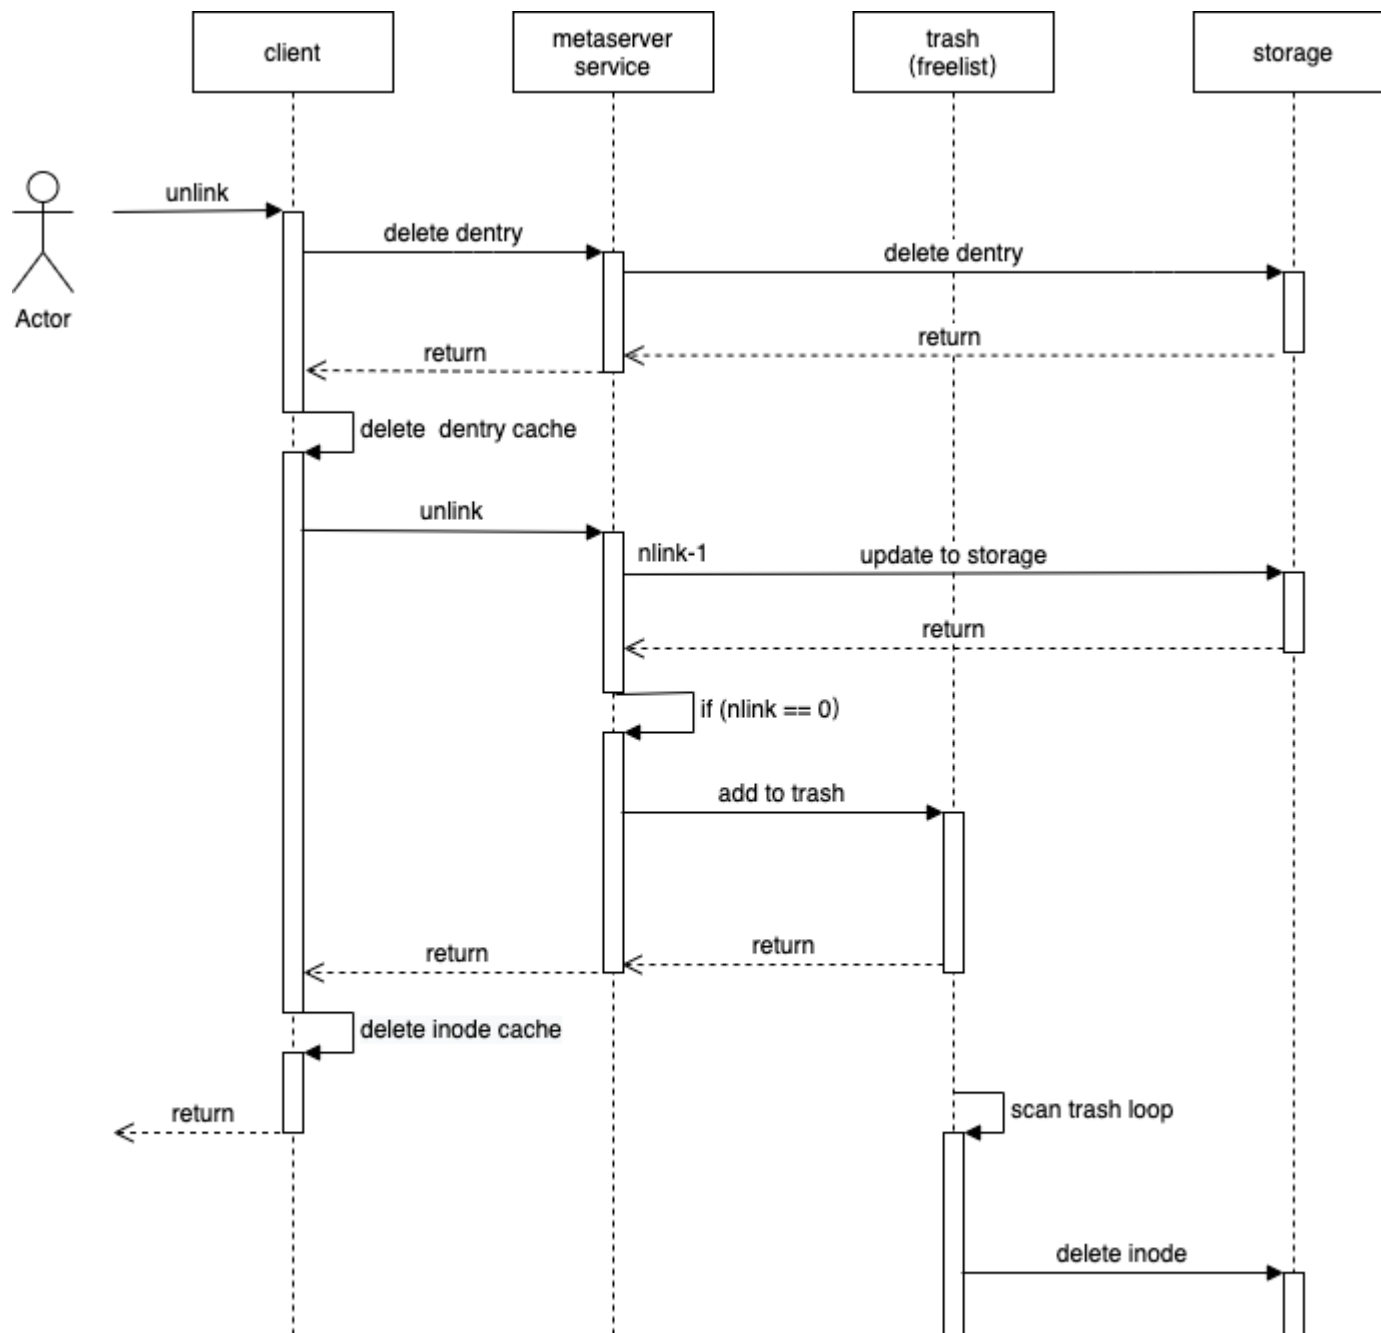 client
metaserver
service
trash
(freelist)
storage
unlink
delete dentry
delete dentry
Actor
return
return
delete  dentry cache
unlink
nlink-1
update to storage
return
if (nlink == 0)
add to trash
return
return
delete inode cache
return
scan trash loop
delete inode